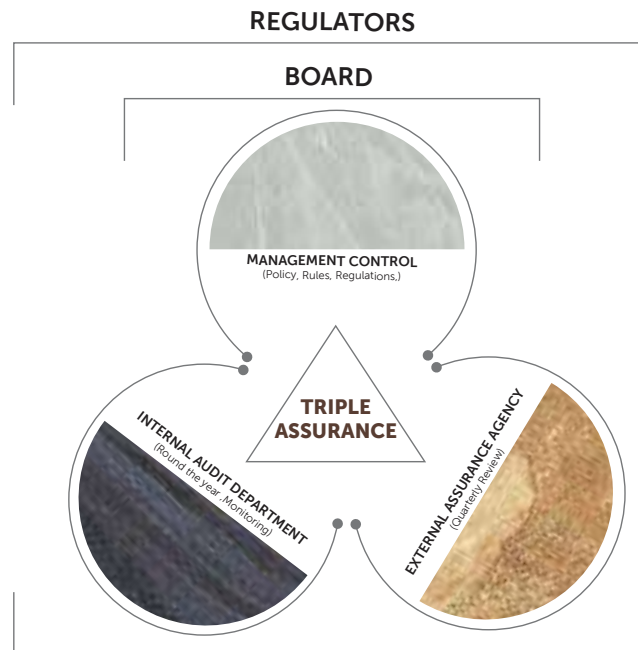 REGULATORS
BOARD
MANAGEMENT CONTROL
(Policy, Rules, Regulations,)
TRIPLE
ASSURANCE
INTERNAL AUDIT DEPARTMENT
(Round the year ,Monitoring)
EXTERNAL ASSURANCE AGENCY
(Quarterly Review)